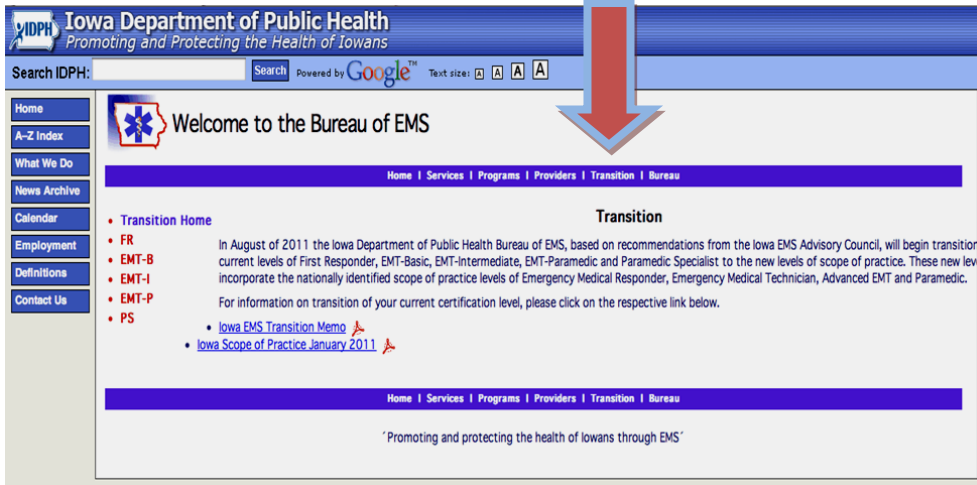 IDPH
Iowa Department of Public Health
Promoting and Protecting the Health of Iowans
Search IDPH: Search Powered by Google™ Text size: A A A A
Home
A–Z Index
What We Do
News Archive
Calendar
Employment
Definitions
Contact Us
Welcome to the Bureau of EMS
Home | Services | Programs | Providers | Transition | Bureau
• Transition Home
• FR
• EMT-B
• EMT-I
• EMT-P
• PS
Transition
In August of 2011 the Iowa Department of Public Health Bureau of EMS, based on recommendations from the Iowa EMS Advisory Council, will begin transition
current levels of First Responder, EMT-Basic, EMT-Intermediate, EMT-Paramedic and Paramedic Specialist to the new levels of scope of practice. These new lev
incorporate the nationally identified scope of practice levels of Emergency Medical Responder, Emergency Medical Technician, Advanced EMT and Paramedic.
For information on transition of your current certification level, please click on the respective link below.
• Iowa EMS Transition Memo
• Iowa Scope of Practice January 2011
Home | Services | Programs | Providers | Transition | Bureau
´Promoting and protecting the health of Iowans through EMS´